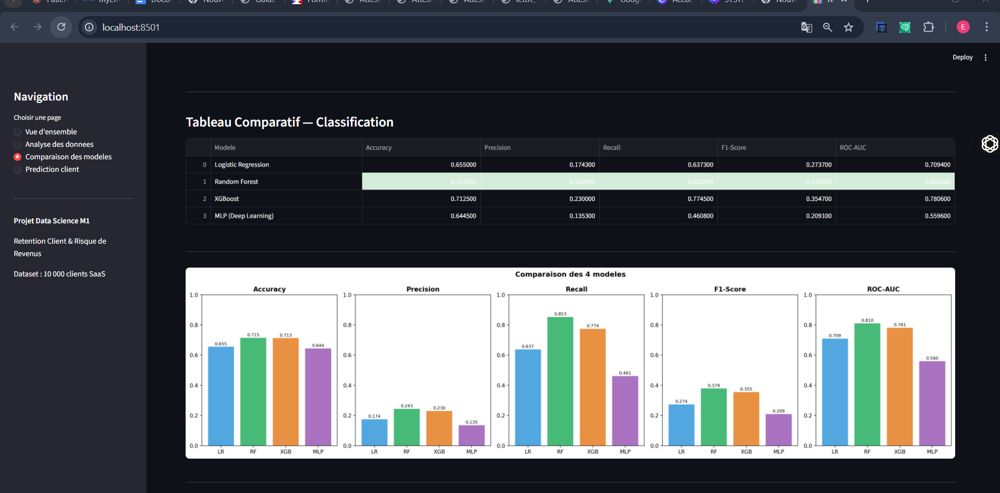 localhost:8501
E
Deploy
Navigation
Choisir une page
Vue d'ensemble
Analyse des donnees
Comparaison des modeles
Prediction client
Projet Data Science M1
Retention Client & Risque de
Revenus
Dataset : 10 000 clients SaaS
Tableau Comparatif — Classification
Modele Accuracy Precision Recall F1-Score ROC-AUC
0 Logistic Regression 0.655000 0.174300 0.637300 0.273700 0.709400
1 Random Forest 0.714500 0.243400 0.852900 0.378700 0.810300
2 XGBoost 0.712500 0.230000 0.774500 0.354700 0.780600
3 MLP (Deep Learning) 0.644500 0.135300 0.460800 0.209100 0.559600
Comparaison des 4 modeles
Accuracy
1.0
0.8
0.6
0.4
0.2
0.0
0.655 0.715 0.713 0.644
LR RF XGB MLP
Precision
1.0
0.8
0.6
0.4
0.2
0.0
0.174 0.243 0.230 0.135
LR RF XGB MLP
Recall
1.0
0.8
0.6
0.4
0.2
0.0
0.637 0.853 0.774 0.461
LR RF XGB MLP
F1-Score
1.0
0.8
0.6
0.4
0.2
0.0
0.274 0.379 0.355 0.209
LR RF XGB MLP
ROC-AUC
1.0
0.8
0.6
0.4
0.2
0.0
0.709 0.810 0.781 0.560
LR RF XGB MLP